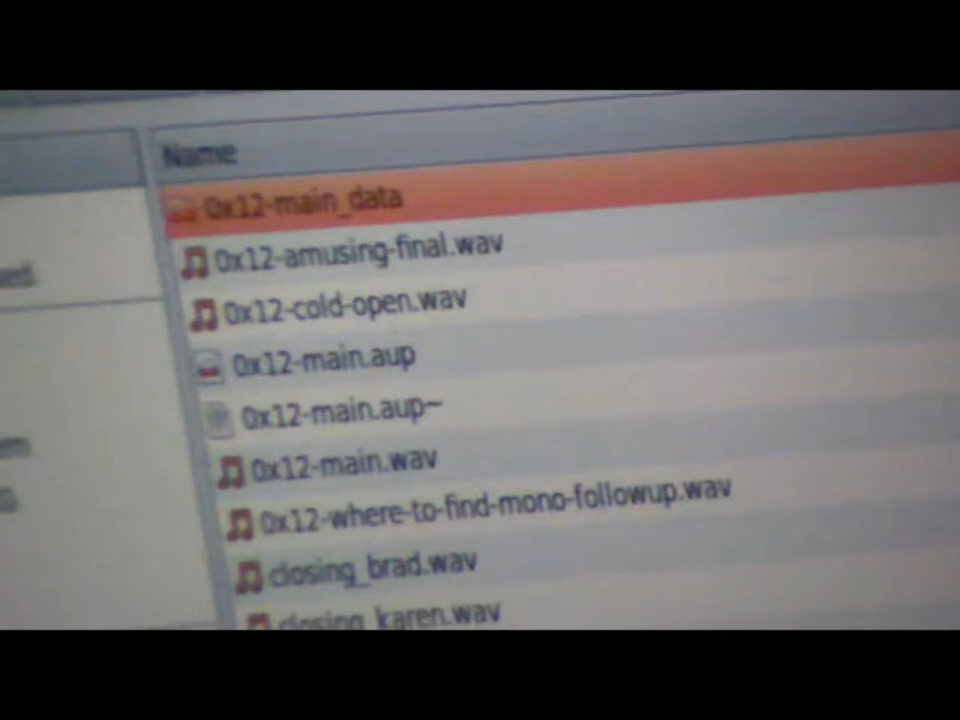 Name
0x12-main_data
0x12-amusing-final.wav
0x12-cold-open.wav
0x12-main.aup
0x12-main.aup~
0x12-main.wav
0x12-where-to-find-mono-followup.wav
closing_brad.wav
closing_karen.wav